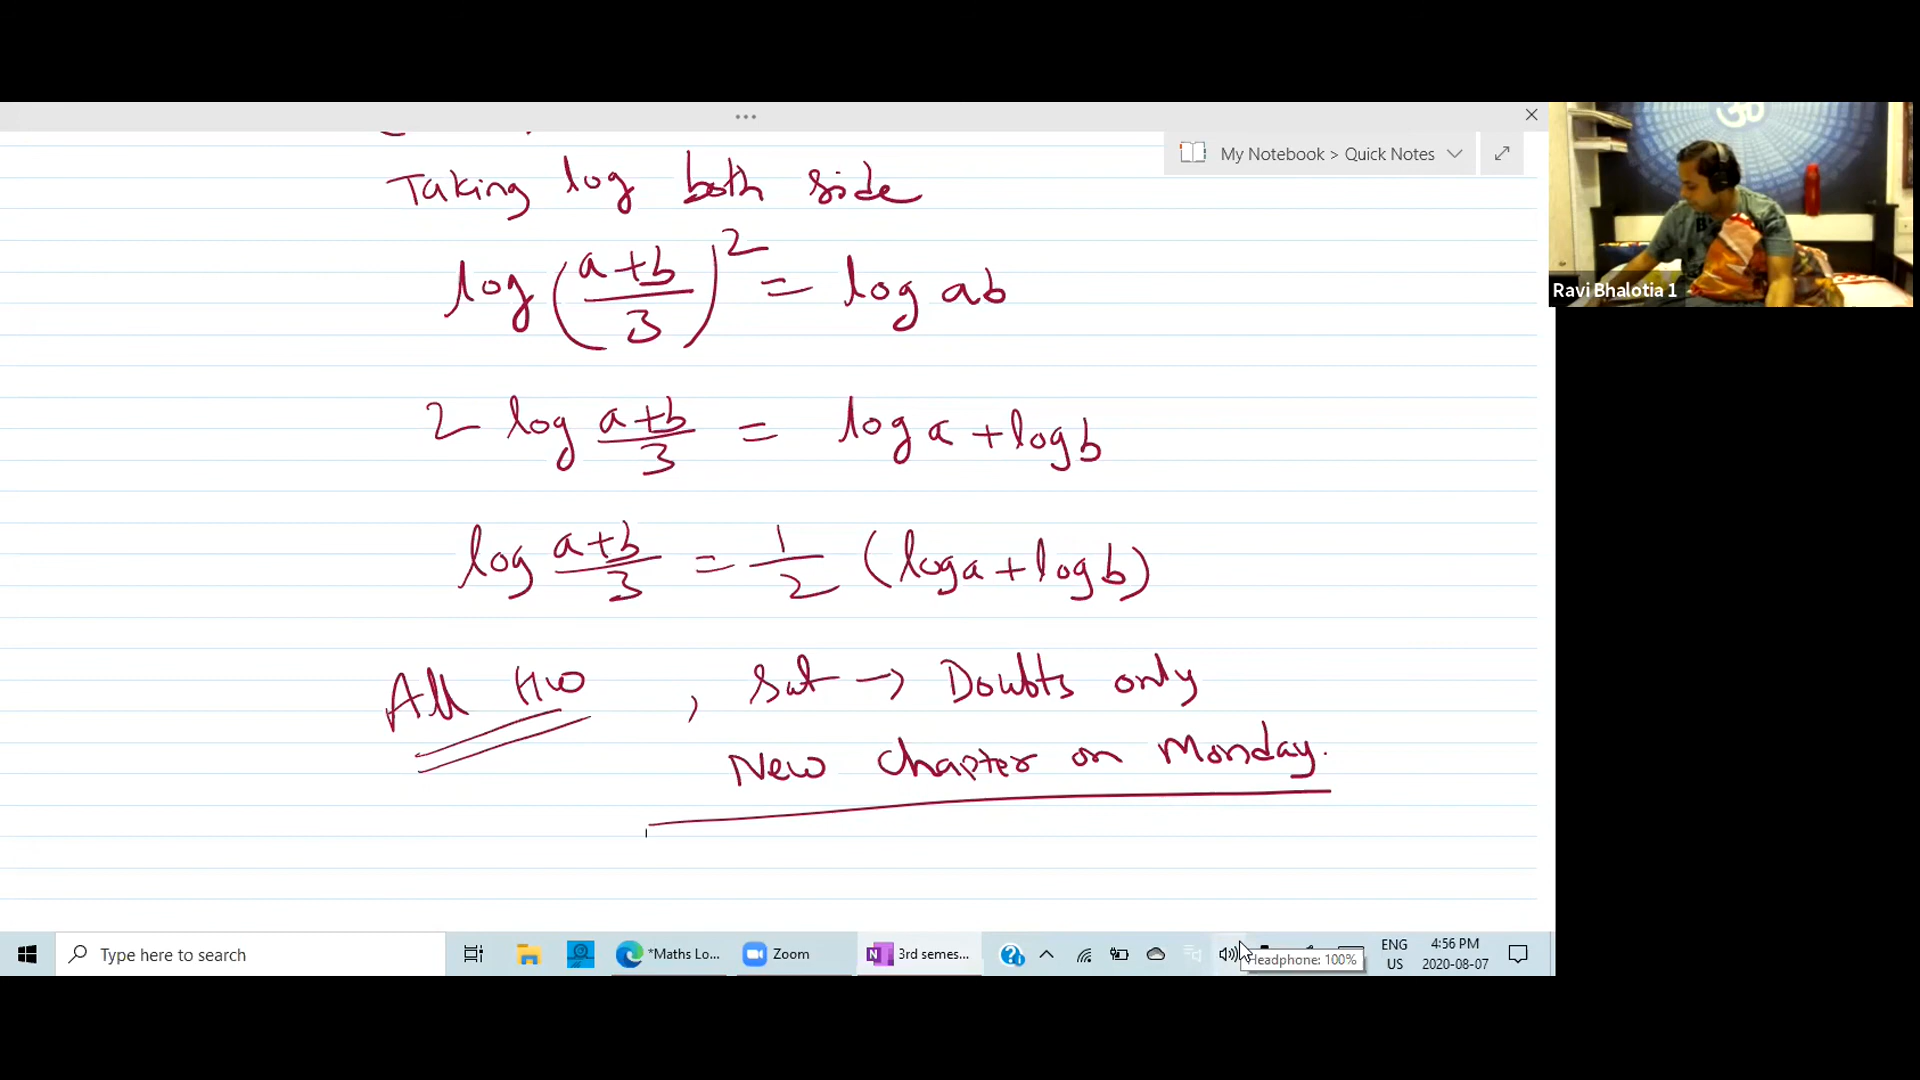 My Notebook > Quick Notes
Taking log both side
log (a+b/3)² = log ab
2 log a+b/3 = log a + log b
log a+b/3 = 1/2 (log a + log b)
All HW , Sat → Doubts only
New chapter on Monday.
Ravi Bhalotia 1
Type here to search
*Maths Lo...
Zoom
3rd semes...
Headphone: 100%
ENG
US
4:56 PM
2020-08-07